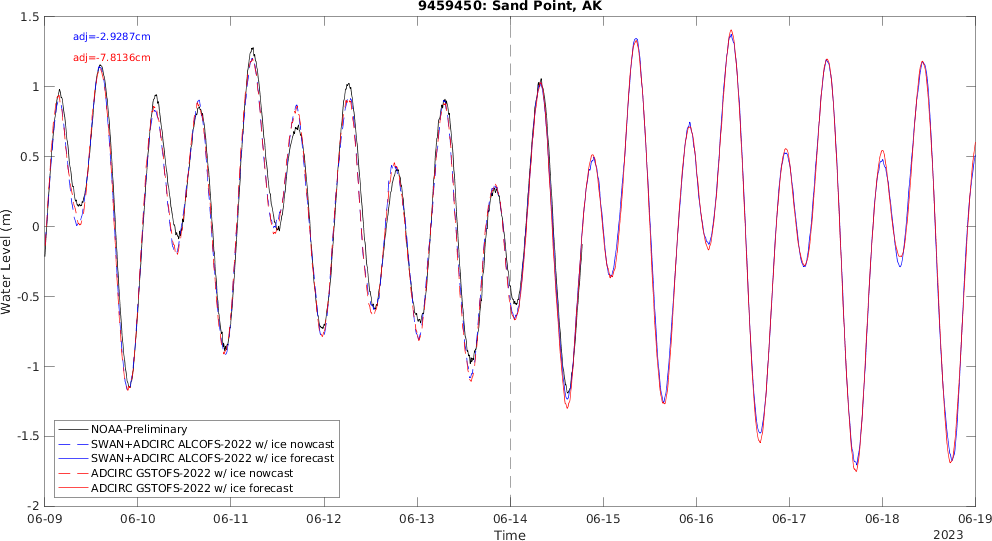 9459450: Sand Point, AK
1.5
adj=-2.9287cm
adj=-7.8136cm
1
0.5
0
-0.5
-1
-1.5
-2
Water Level (m)
NOAA-Preliminary
SWAN+ADCIRC ALCOFS-2022 w/ ice nowcast
SWAN+ADCIRC ALCOFS-2022 w/ ice forecast
ADCIRC GSTOFS-2022 w/ ice nowcast
ADCIRC GSTOFS-2022 w/ ice forecast
06-09 06-10 06-11 06-12 06-13 06-14 06-15 06-16 06-17 06-18 06-19
Time
2023